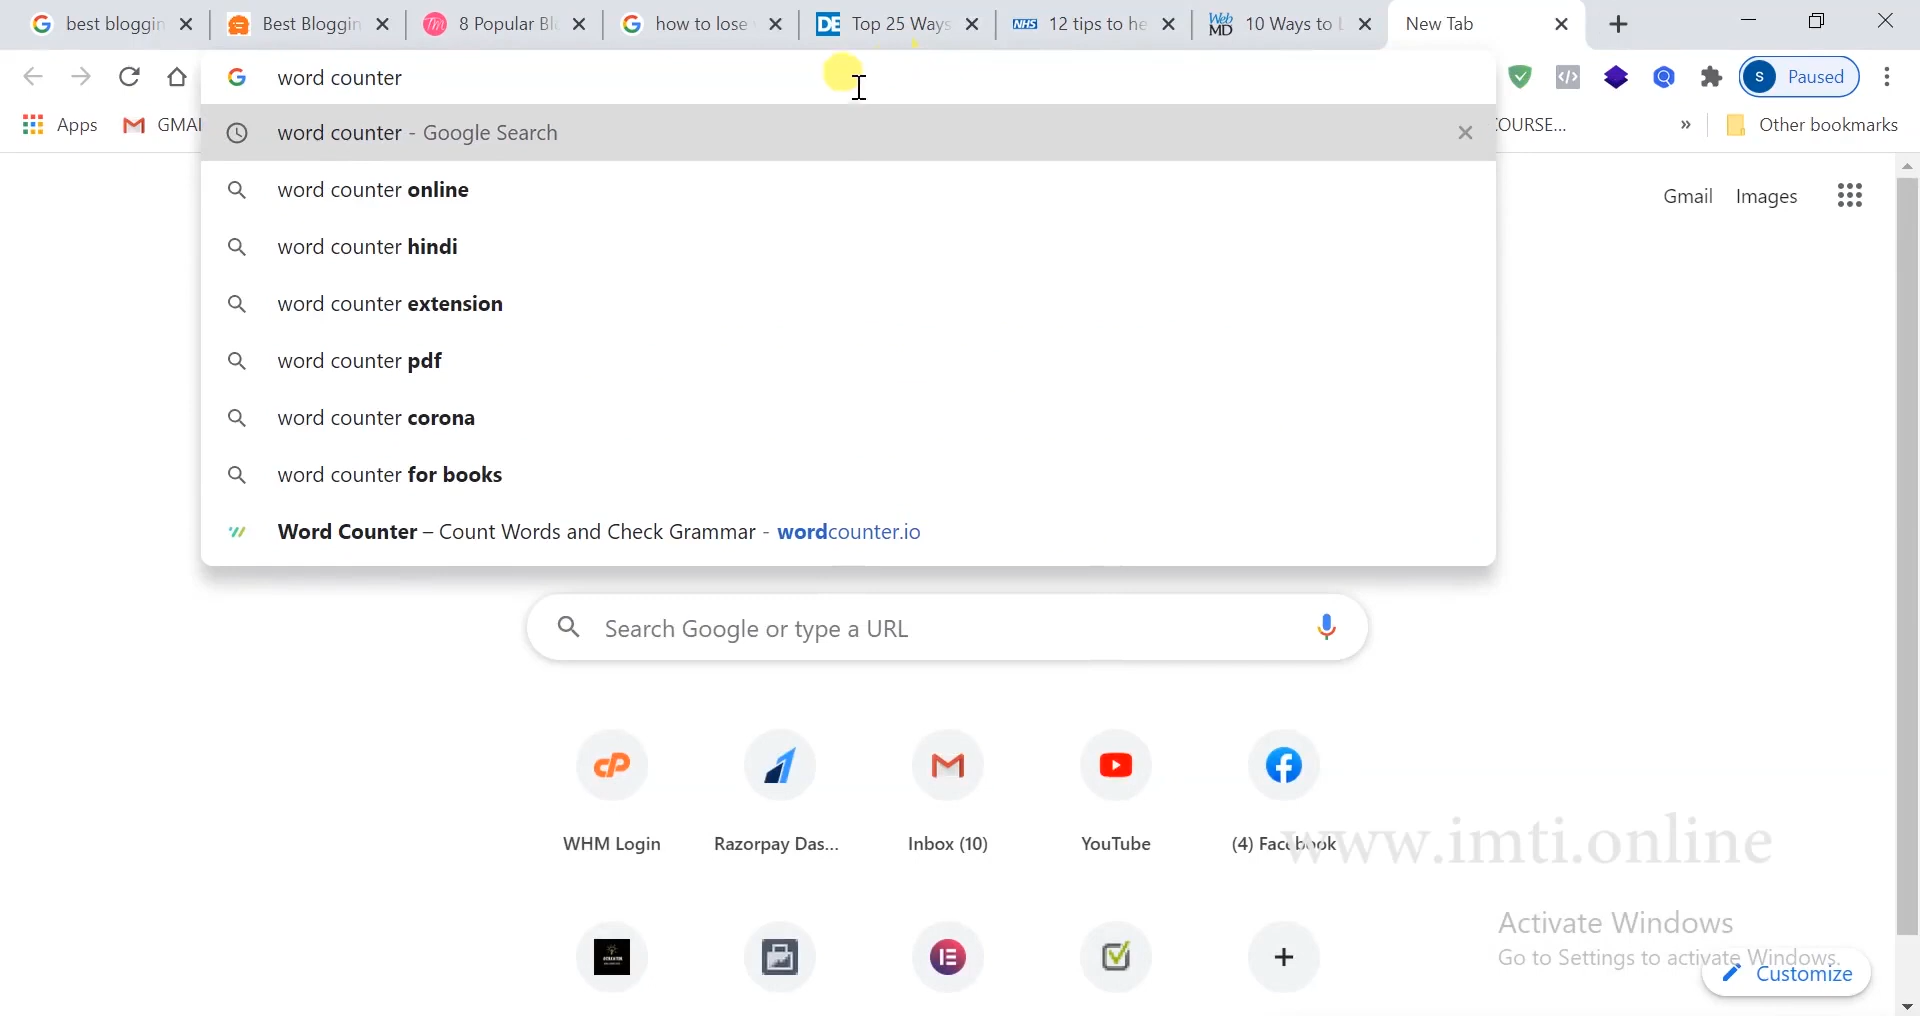 best bloggin
Best Bloggin
8 Popular Bl
how to lose
Top 25 Ways
NHS 12 tips to he
Web MD 10 Ways to L
New Tab
word counter
S Paused
Apps
GMAI
OURSE...
»
Other bookmarks
word counter - Google Search
word counter online
word counter hindi
word counter extension
word counter pdf
word counter corona
word counter for books
Word Counter – Count Words and Check Grammar - wordcounter.io
Gmail Images
Search Google or type a URL
WHM Login
Razorpay Das...
Inbox (10)
YouTube
(4) Facebook
www.imti.online
Activate Windows
Go to Settings to activate Windows.
Customize